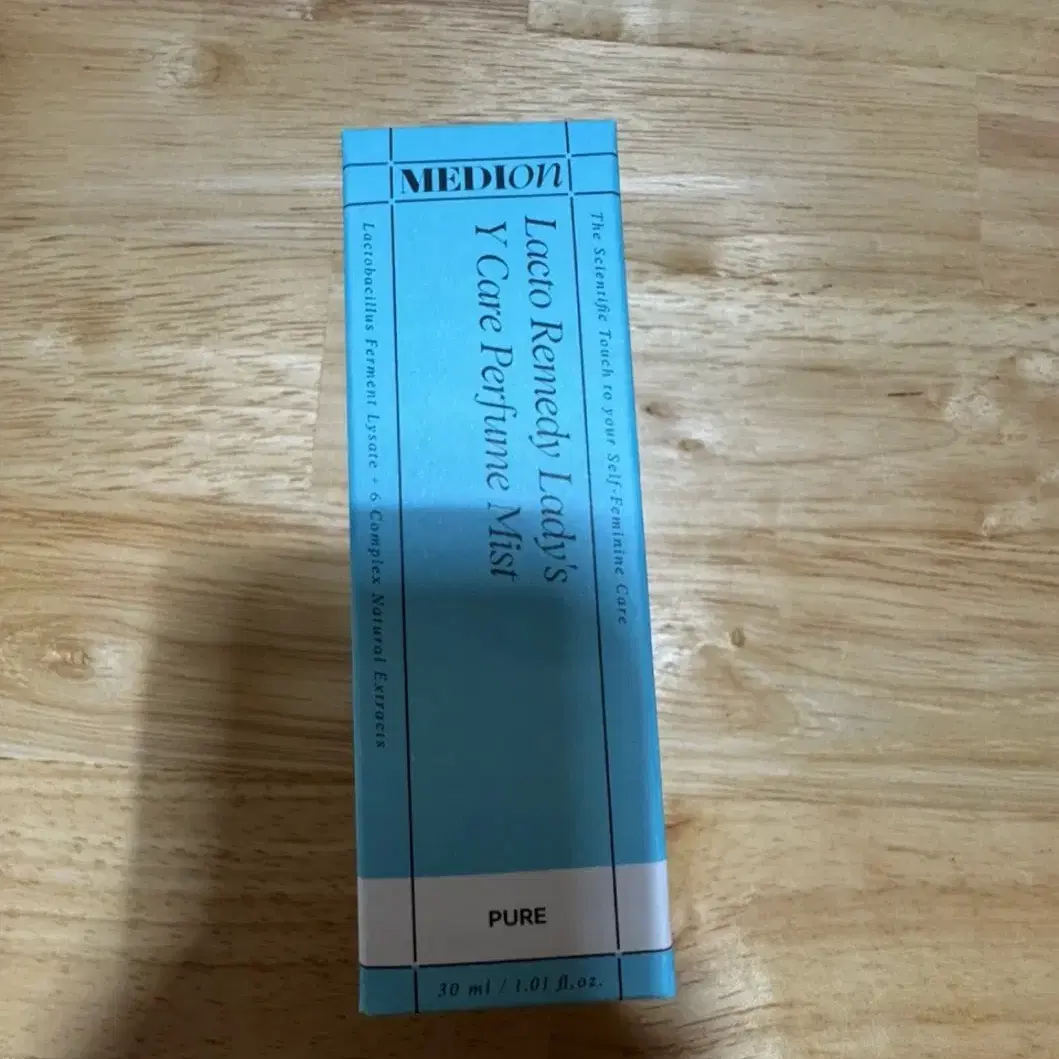 MEDION
The Scientific Touch to your Self-Feminine Care
Lacto Remedy Lady's
Y Care Perfume Mist
Lactobacillus Ferment Lysate + 6 Complex Natural Extracts
PURE
30 ml / 1.01 fl.oz.